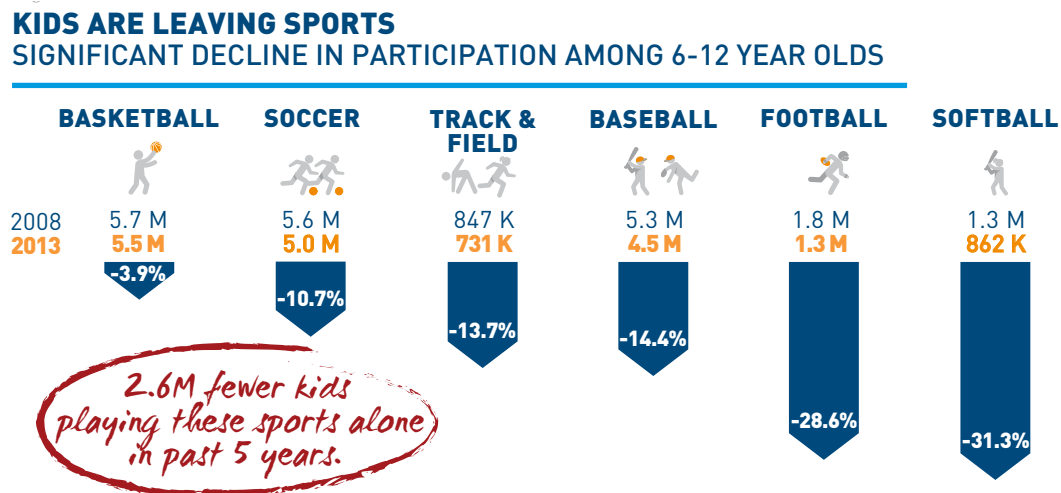 KIDS ARE LEAVING SPORTS
SIGNIFICANT DECLINE IN PARTICIPATION AMONG 6-12 YEAR OLDS
BASKETBALL SOCCER TRACK & FIELD BASEBALL FOOTBALL SOFTBALL
2008 5.7 M 5.6 M 847 K 5.3 M 1.8 M 1.3 M
2013 5.5 M 5.0 M 731 K 4.5 M 1.3 M 862 K
-3.9% -10.7% -13.7% -14.4% -28.6% -31.3%
2.6M fewer kids
playing these sports alone
in past 5 years.